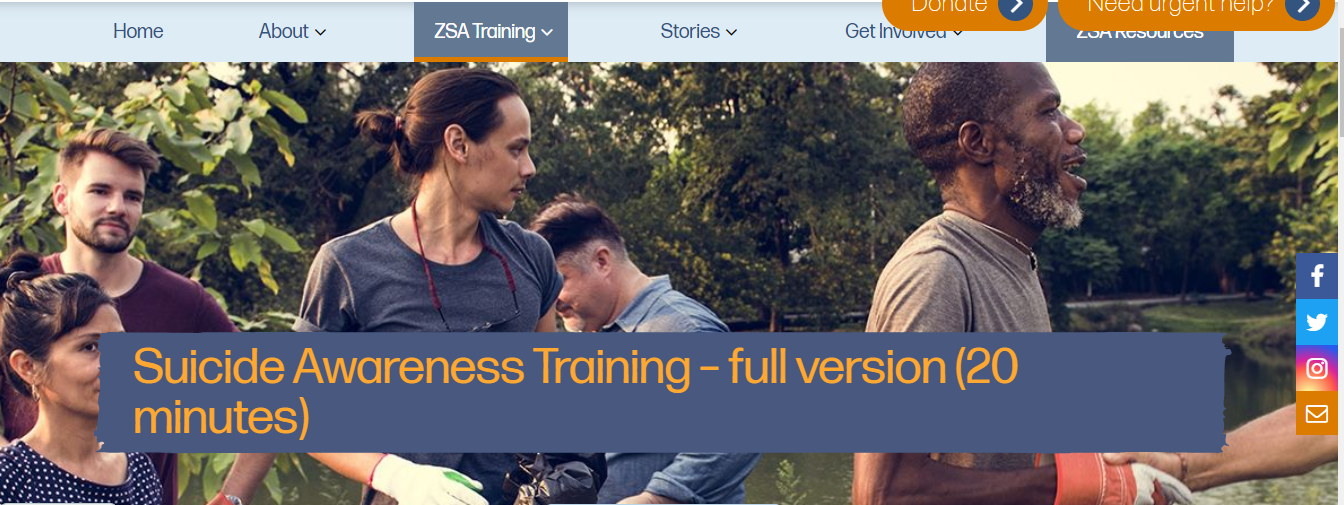 Donate
Need urgent help?
Home
About
ZSA Training
Stories
Get Involved
ZSA Resources
Suicide Awareness Training – full version (20
minutes)